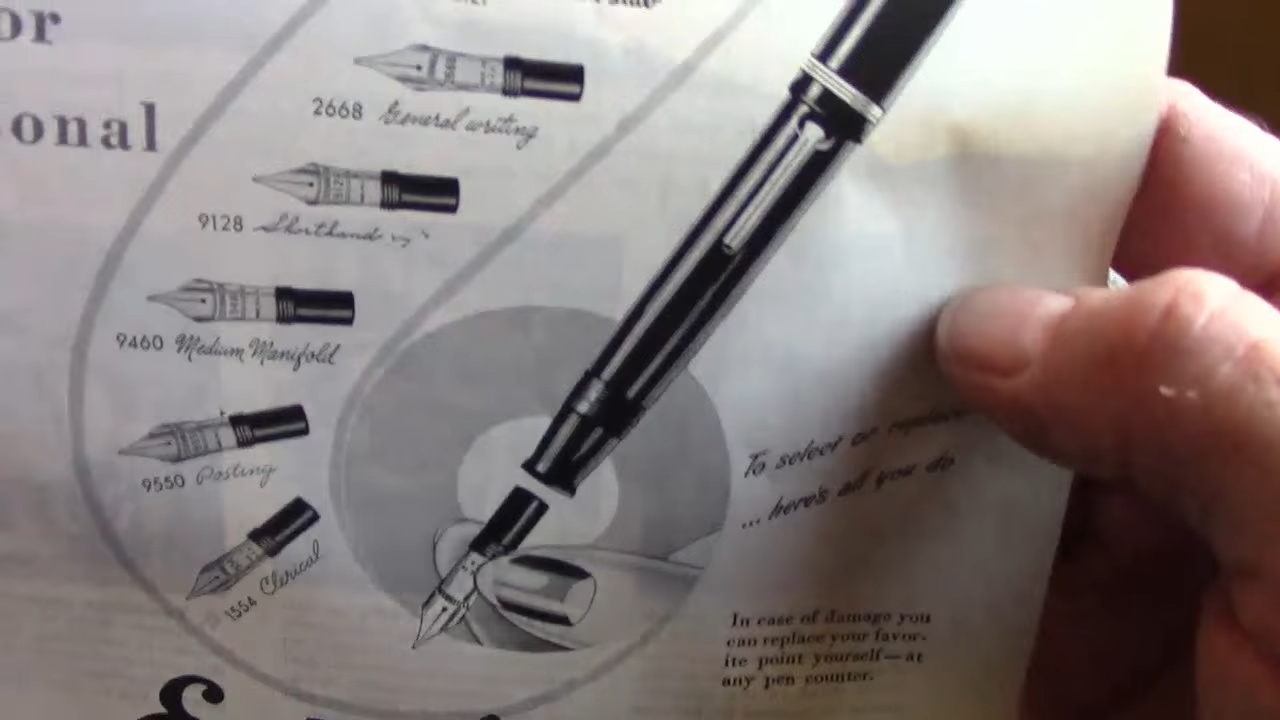 or
onal
2668 General writing
9128 Shorthand
9460 Medium Manifold
9550 Posting
1554 Clerical
To select or replace
... here's all you do
In case of damage you
can replace your favor-
ite point yourself—at
any pen counter.